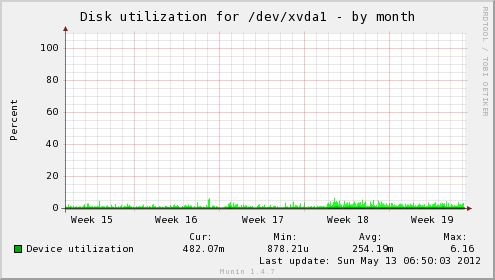 Disk utilization for /dev/xvda1 - by month
RRDTOOL / TOBI OETIKER
Percent
100
80
60
40
20
0
Week 15 Week 16 Week 17 Week 18 Week 19
Cur: Min: Avg: Max:
Device utilization 482.07m 878.21u 254.19m 6.16
Last update: Sun May 13 06:50:03 2012
Munin 1.4.7